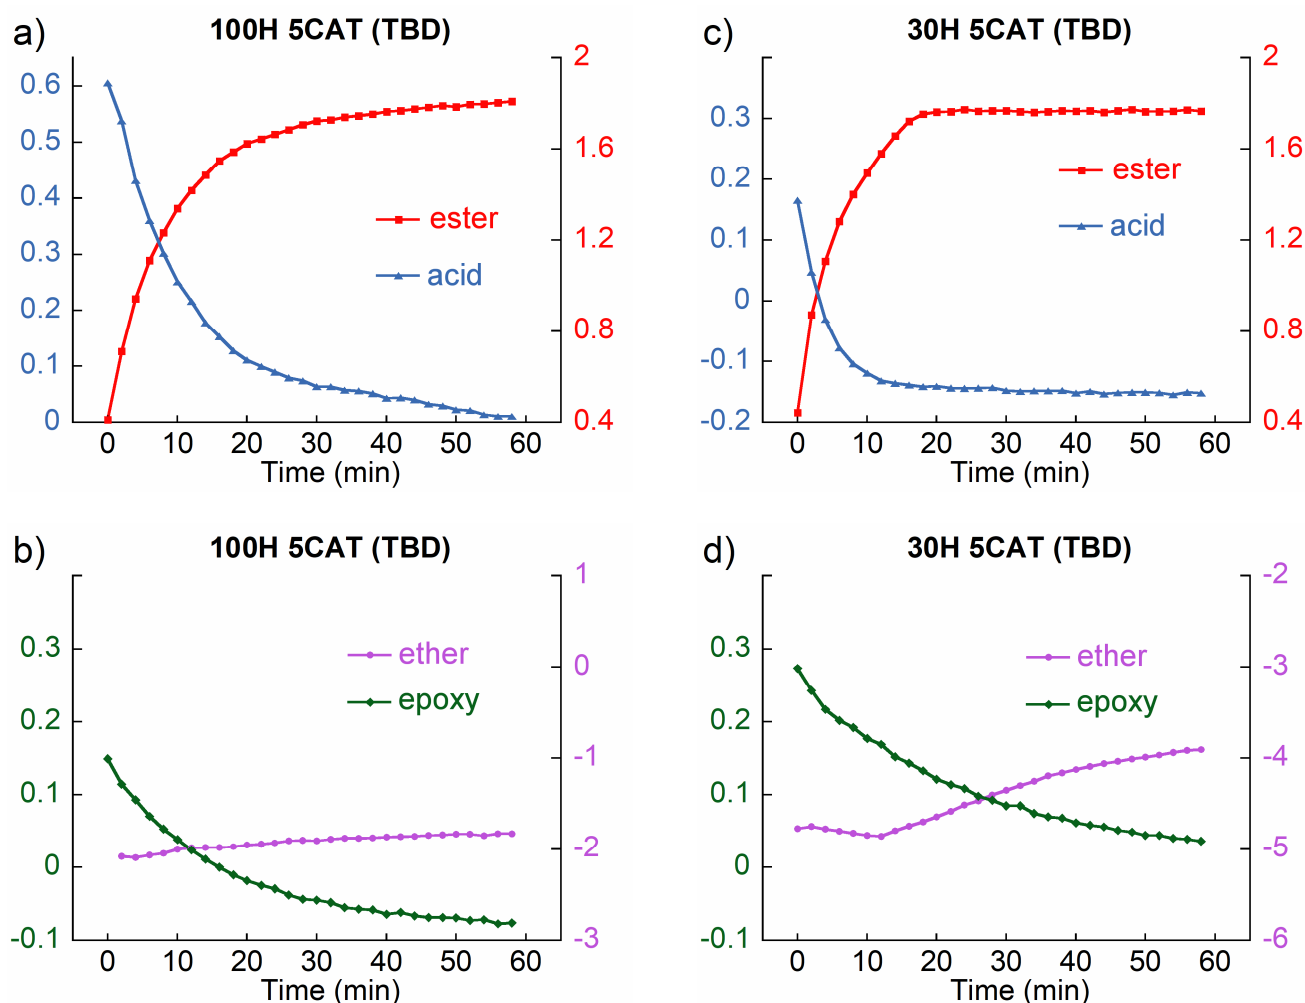 a)
100H 5CAT (TBD)
0.6
0.5
0.4
0.3
0.2
0.1
0
2
1.6
1.2
0.8
0.4
ester
acid
0 10 20 30 40 50 60
Time (min)
c)
30H 5CAT (TBD)
0.3
0.2
0.1
0
-0.1
-0.2
2
1.6
1.2
0.8
0.4
ester
acid
0 10 20 30 40 50 60
Time (min)
b)
100H 5CAT (TBD)
0.3
0.2
0.1
0
-0.1
1
0
-1
-2
-3
ether
epoxy
0 10 20 30 40 50 60
Time (min)
d)
30H 5CAT (TBD)
0.3
0.2
0.1
0
-0.1
-2
-3
-4
-5
-6
ether
epoxy
0 10 20 30 40 50 60
Time (min)